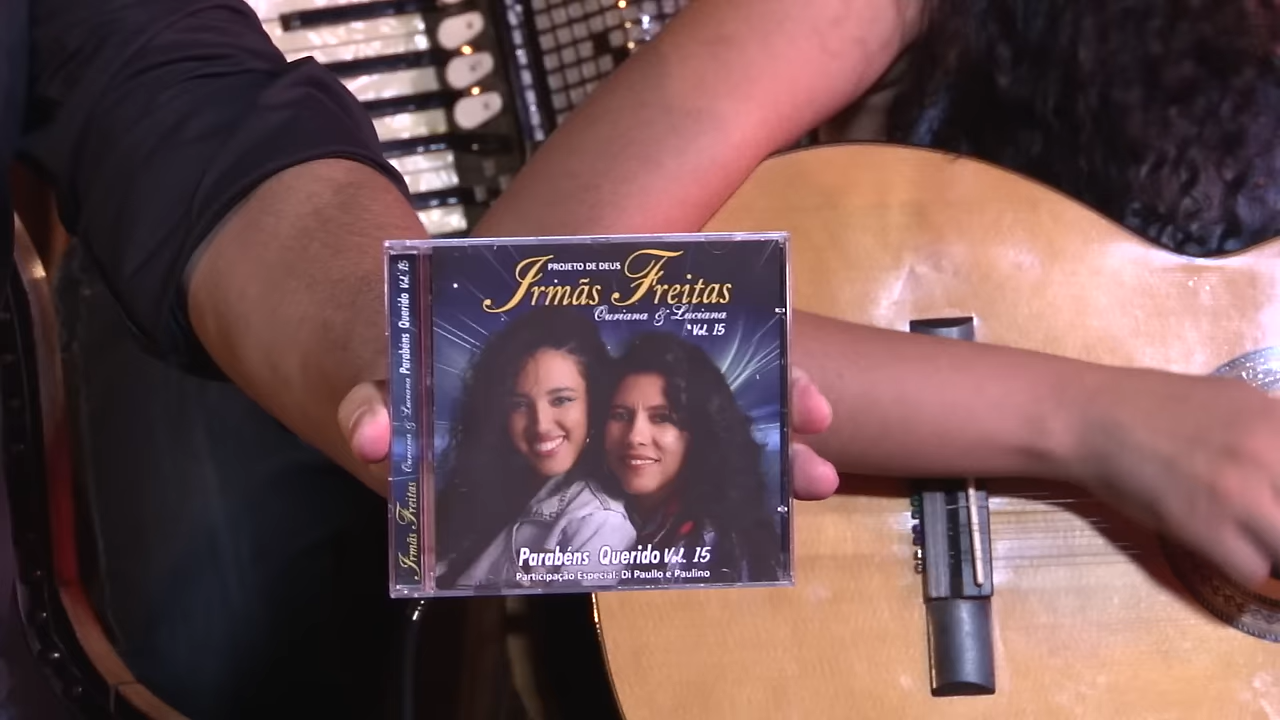 PROJETO DE DEUS
Irmãs Freitas
Ouriana & Luciana
Vol. 15
Parabéns Querido Vol. 15
Participação Especial: Di Paullo e Paulino
Irmãs Freitas Ouriana & Luciana Parabéns Querido Vol. 15